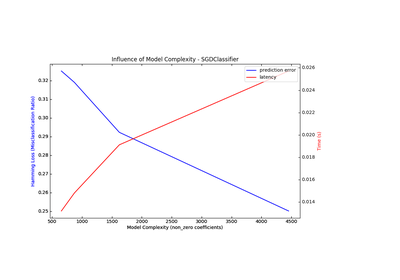 Influence of Model Complexity - SGDClassifier
prediction error
latency
Hamming Loss (Misclassification Ratio)
0.32
0.31
0.30
0.29
0.28
0.27
0.26
0.25
0.026
0.024
0.022
0.020
0.018
0.016
0.014
Time (s)
500 1000 1500 2000 2500 3000 3500 4000 4500
Model Complexity (non_zero coefficients)